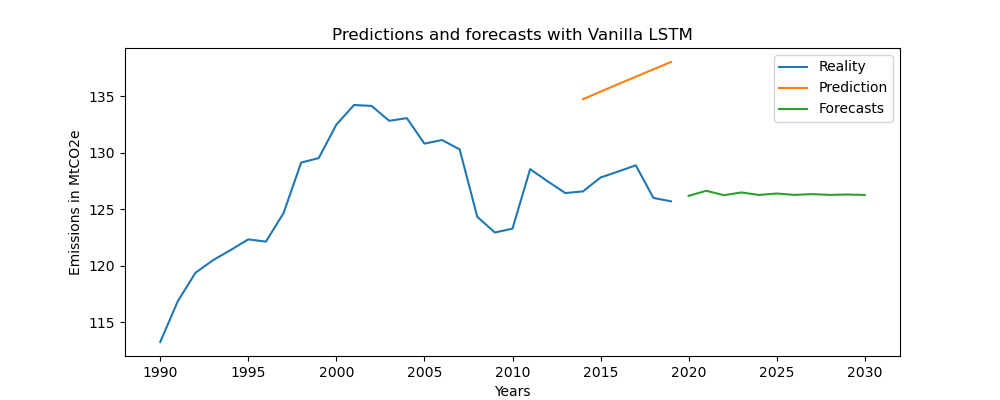 Predictions and forecasts with Vanilla LSTM
Reality
Prediction
Forecasts
Emissions in MtCO2e
135
130
125
120
115
1990 1995 2000 2005 2010 2015 2020 2025 2030
Years